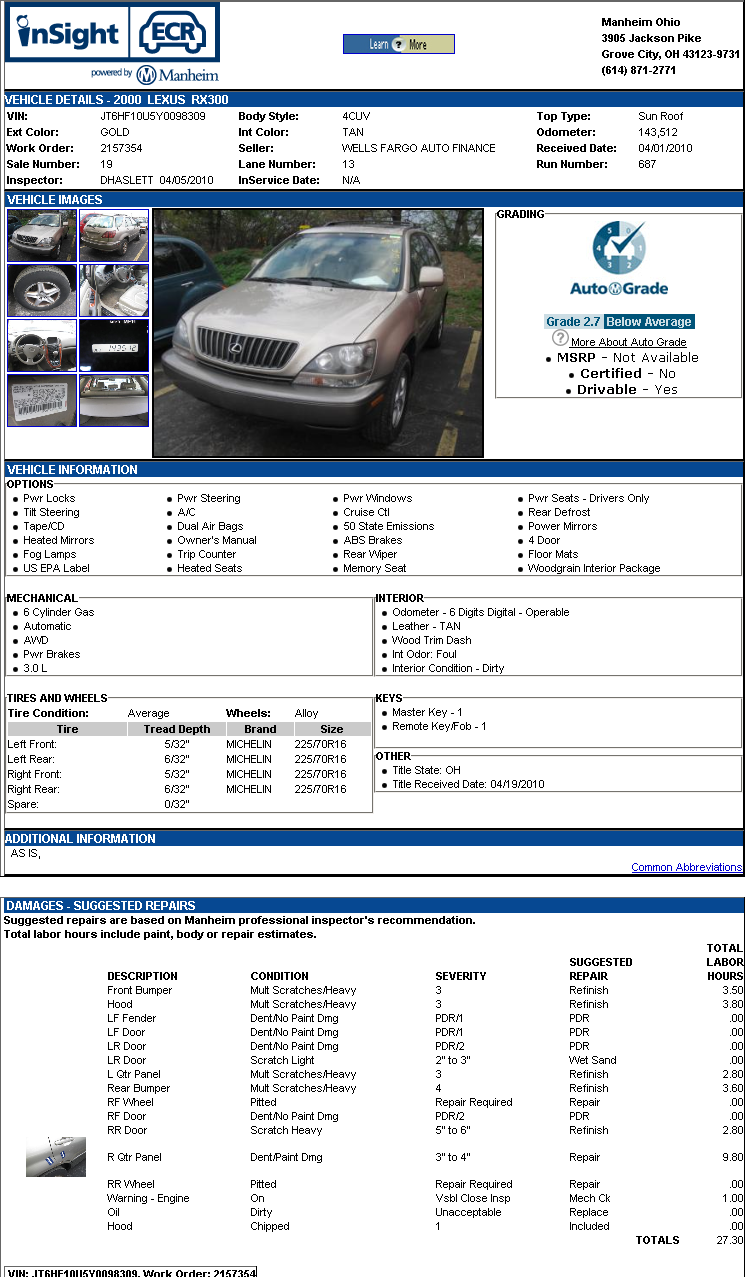 inSight ECR
powered by Manheim
Learn ? More
Manheim Ohio
3905 Jackson Pike
Grove City, OH 43123-9731
(614) 871-2771
VEHICLE DETAILS - 2000 LEXUS RX300
VIN: JT6HF10U5Y0098309 Body Style: 4CUV Top Type: Sun Roof
Ext Color: GOLD Int Color: TAN Odometer: 143,512
Work Order: 2157354 Seller: WELLS FARGO AUTO FINANCE Received Date: 04/01/2010
Sale Number: 19 Lane Number: 13 Run Number: 687
Inspector: DHASLETT 04/05/2010 InService Date: N/A
VEHICLE IMAGES
GRADING
5 4 3 2 1 0
AutoGrade
Grade 2.7 Below Average
? More About Auto Grade
MSRP - Not Available
Certified - No
Drivable - Yes
VEHICLE INFORMATION
OPTIONS
Pwr Locks Pwr Steering Pwr Windows Pwr Seats - Drivers Only
Tilt Steering A/C Cruise Ctl Rear Defrost
Tape/CD Dual Air Bags 50 State Emissions Power Mirrors
Heated Mirrors Owner's Manual ABS Brakes 4 Door
Fog Lamps Trip Counter Rear Wiper Floor Mats
US EPA Label Heated Seats Memory Seat Woodgrain Interior Package
MECHANICAL
6 Cylinder Gas
Automatic
AWD
Pwr Brakes
3.0 L
INTERIOR
Odometer - 6 Digits Digital - Operable
Leather - TAN
Wood Trim Dash
Int Odor: Foul
Interior Condition - Dirty
TIRES AND WHEELS
Tire Condition: Average Wheels: Alloy
Tire Tread Depth Brand Size
Left Front: 5/32" MICHELIN 225/70R16
Left Rear: 6/32" MICHELIN 225/70R16
Right Front: 5/32" MICHELIN 225/70R16
Right Rear: 6/32" MICHELIN 225/70R16
Spare: 0/32"
KEYS
Master Key - 1
Remote Key/Fob - 1
OTHER
Title State: OH
Title Received Date: 04/19/2010
ADDITIONAL INFORMATION
AS IS,
Common Abbreviations
DAMAGES - SUGGESTED REPAIRS
Suggested repairs are based on Manheim professional inspector's recommendation.
Total labor hours include paint, body or repair estimates.
DESCRIPTION CONDITION SEVERITY SUGGESTED REPAIR TOTAL LABOR HOURS
Front Bumper Mult Scratches/Heavy 3 Refinish 3.50
Hood Mult Scratches/Heavy 3 Refinish 3.80
LF Fender Dent/No Paint Dmg PDR/1 PDR .00
LF Door Dent/No Paint Dmg PDR/1 PDR .00
LR Door Dent/No Paint Dmg PDR/2 PDR .00
LR Door Scratch Light 2" to 3" Wet Sand .00
L Qtr Panel Mult Scratches/Heavy 3 Refinish 2.80
Rear Bumper Mult Scratches/Heavy 4 Refinish 3.60
RF Wheel Pitted Repair Required Repair .00
RF Door Dent/No Paint Dmg PDR/2 PDR .00
RR Door Scratch Heavy 5" to 6" Refinish 2.80
R Qtr Panel Dent/Paint Dmg 3" to 4" Repair 9.80
RR Wheel Pitted Repair Required Repair .00
Warning - Engine On Vsbl Close Insp Mech Ck 1.00
Oil Dirty Unacceptable Replace .00
Hood Chipped 1 Included .00
TOTALS 27.30
VIN: JT6HF10U5Y0098309, Work Order: 2157354